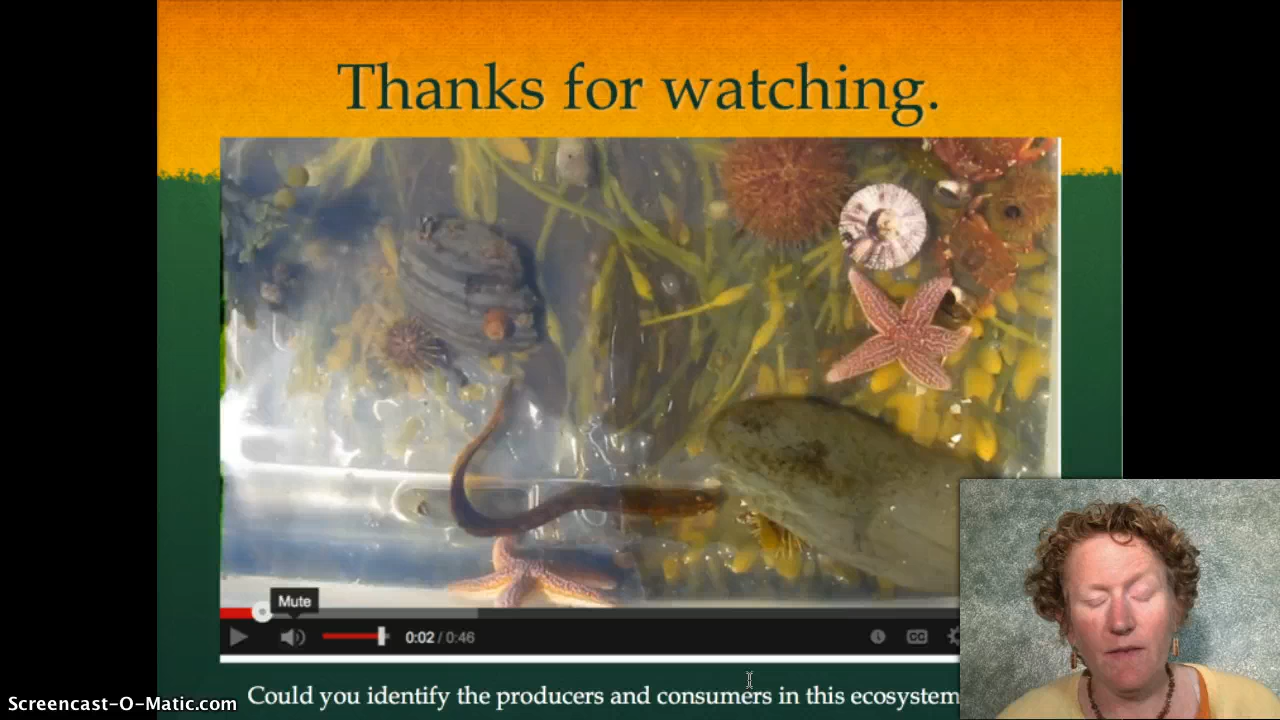 Thanks for watching.
Mute
0:02 / 0:46
CC
Could you identify the producers and consumers in this ecosystem
Screencast-O-Matic.com